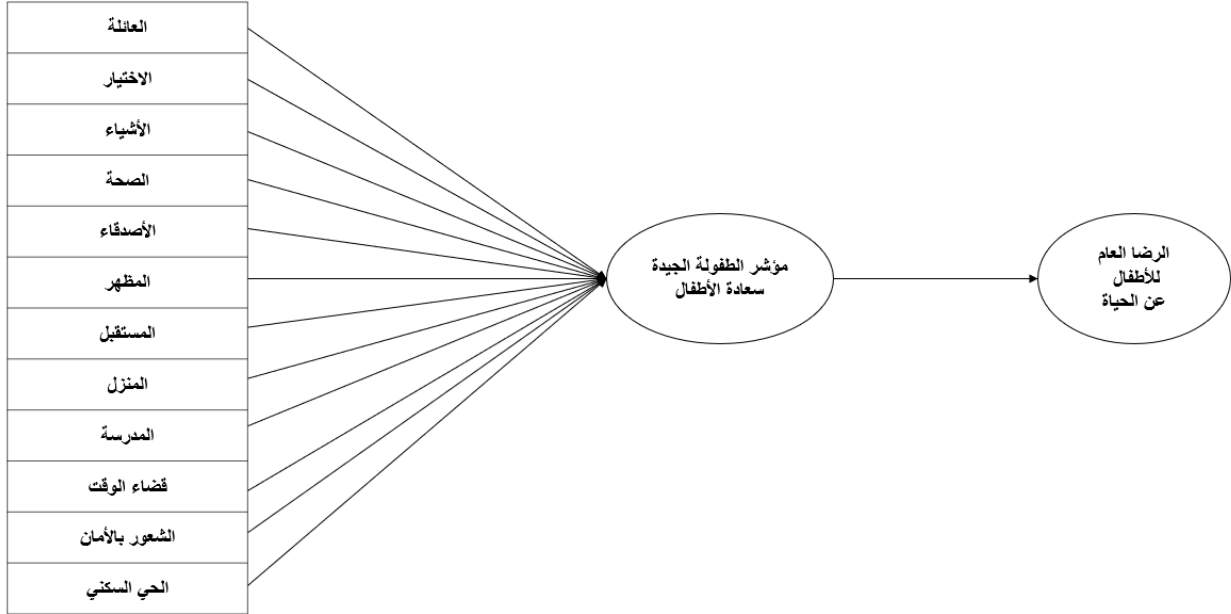 العائلة
الاختيار
الأشياء
الصحة
الأصدقاء
المظهر
المستقبل
المنزل
المدرسة
قضاء الوقت
الشعور بالأمان
الحي السكني
مؤشر الطفولة الجيدة
سعادة الأطفال
الرضا العام
للأطفال
عن الحياة